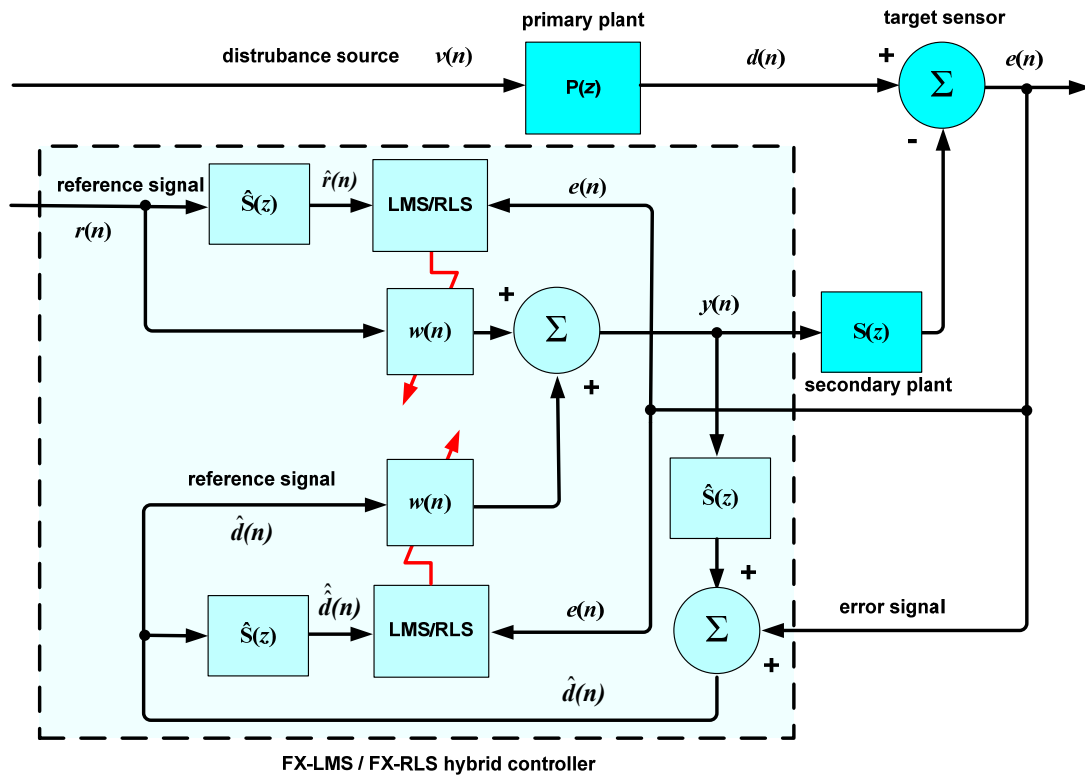 primary plant
target sensor
distrubance source
v(n)
P(z)
d(n)
+
Σ
e(n)
-
reference signal
r(n)
Ŝ(z)
r̂(n)
LMS/RLS
e(n)
w(n)
+
Σ
+
y(n)
S(z)
secondary plant
reference signal
d̂(n)
w(n)
Ŝ(z)
+
Ŝ(z)
d̂̂(n)
LMS/RLS
e(n)
Σ
+
error signal
d̂(n)
FX-LMS / FX-RLS hybrid controller